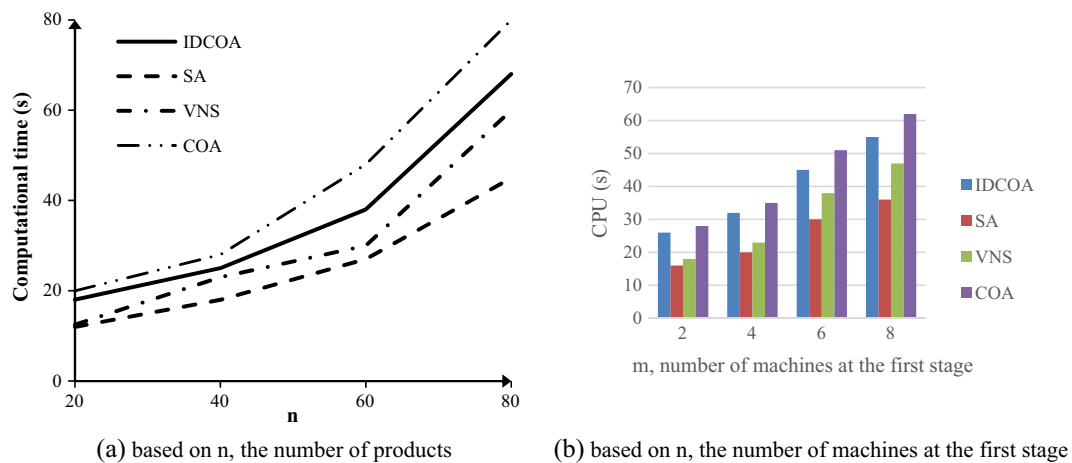 80
60
40
20
0
Computational time (s)
IDCOA
SA
VNS
COA
20
40
60
80
n
(a) based on n, the number of products
70
60
50
40
30
20
10
0
CPU (s)
2
4
6
8
m, number of machines at the first stage
IDCOA
SA
VNS
COA
(b) based on n, the number of machines at the first stage